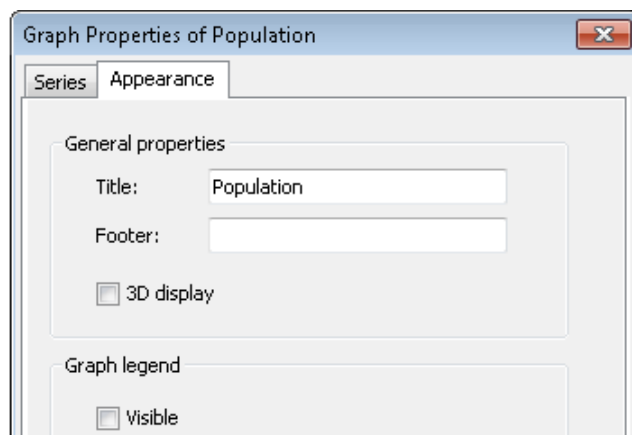 Graph Properties of Population
Series Appearance
General properties
Title: Population
Footer:
3D display
Graph legend
Visible